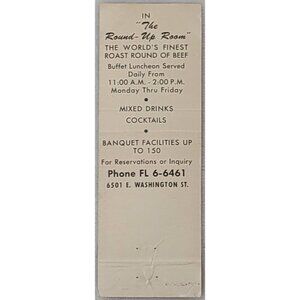 IN
"The
Round-Up Room"
THE WORLD'S FINEST
ROAST ROUND OF BEEF
Buffet Luncheon Served
Daily From
11:00 A.M. - 2:00 P.M.
Monday Thru Friday
•
MIXED DRINKS
COCKTAILS
•
BANQUET FACILITIES UP
TO 150
For Reservations or Inquiry
Phone FL 6-6461
6501 E. WASHINGTON ST.